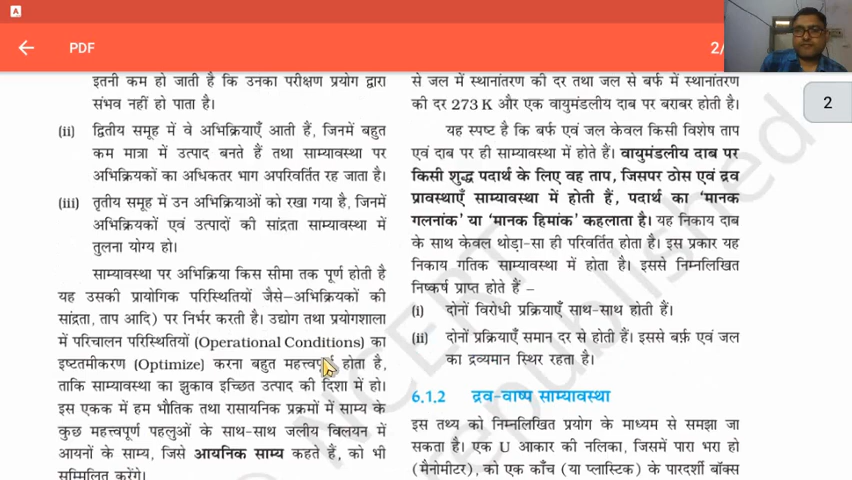 A
PDF
2/
2
इतनी कम हो जाती है कि उनका परीक्षण प्रयोग द्वारा
संभव नहीं हो पाता है।
(ii) द्वितीय समूह में वे अभिक्रियाएँ आती हैं, जिनमें बहुत
कम मात्रा में उत्पाद बनते हैं तथा साम्यावस्था पर
अभिक्रियकों का अधिकतर भाग अपरिवर्तित रह जाता है।
(iii) तृतीय समूह में उन अभिक्रियाओं को रखा गया है, जिनमें
अभिक्रियकों एवं उत्पादों की सांद्रता साम्यावस्था में
तुलना योग्य हो।
साम्यावस्था पर अभिक्रिया किस सीमा तक पूर्ण होती है
यह उसकी प्रायोगिक परिस्थितियों जैसे–अभिक्रियकों की
सांद्रता, ताप आदि) पर निर्भर करती है। उद्योग तथा प्रयोगशाला
में परिचालन परिस्थितियों (Operational Conditions) का
इष्टतमीकरण (Optimize) करना बहुत महत्त्वपूर्ण होता है,
ताकि साम्यावस्था का झुकाव इच्छित उत्पाद की दिशा में हो।
इस एकक में हम भौतिक तथा रासायनिक प्रक्रमों में साम्य के
कुछ महत्त्वपूर्ण पहलुओं के साथ-साथ जलीय विलयन में
आयनों के साम्य, जिसे आयनिक साम्य कहते हैं, को भी
सम्मिलित करेंगे।
से जल में स्थानांतरण की दर तथा जल से बर्फ में स्थानांतरण
की दर 273 K और एक वायुमंडलीय दाब पर बराबर होती है।
यह स्पष्ट है कि बर्फ एवं जल केवल किसी विशेष ताप
एवं दाब पर ही साम्यावस्था में होते हैं। वायुमंडलीय दाब पर
किसी शुद्ध पदार्थ के लिए वह ताप, जिसपर ठोस एवं द्रव
प्रावस्थाएँ साम्यावस्था में होती हैं, पदार्थ का ‘मानक
गलनांक’ या ‘मानक हिमांक’ कहलाता है। यह निकाय दाब
के साथ केवल थोड़ा-सा ही परिवर्तित होता है। इस प्रकार यह
निकाय गतिक साम्यावस्था में होता है। इससे निम्नलिखित
निष्कर्ष प्राप्त होते हैं –
(i) दोनों विरोधी प्रक्रियाएँ साथ-साथ होती हैं।
(ii) दोनों प्रक्रियाएँ समान दर से होती हैं। इससे बर्फ़ एवं जल
का द्रव्यमान स्थिर रहता है।
6.1.2 द्रव-वाष्प साम्यावस्था
इस तथ्य को निम्नलिखित प्रयोग के माध्यम से समझा जा
सकता है। एक U आकार की नलिका, जिसमें पारा भरा हो
(मैनोमीटर), को एक काँच (या प्लास्टिक) के पारदर्शी बॉक्स